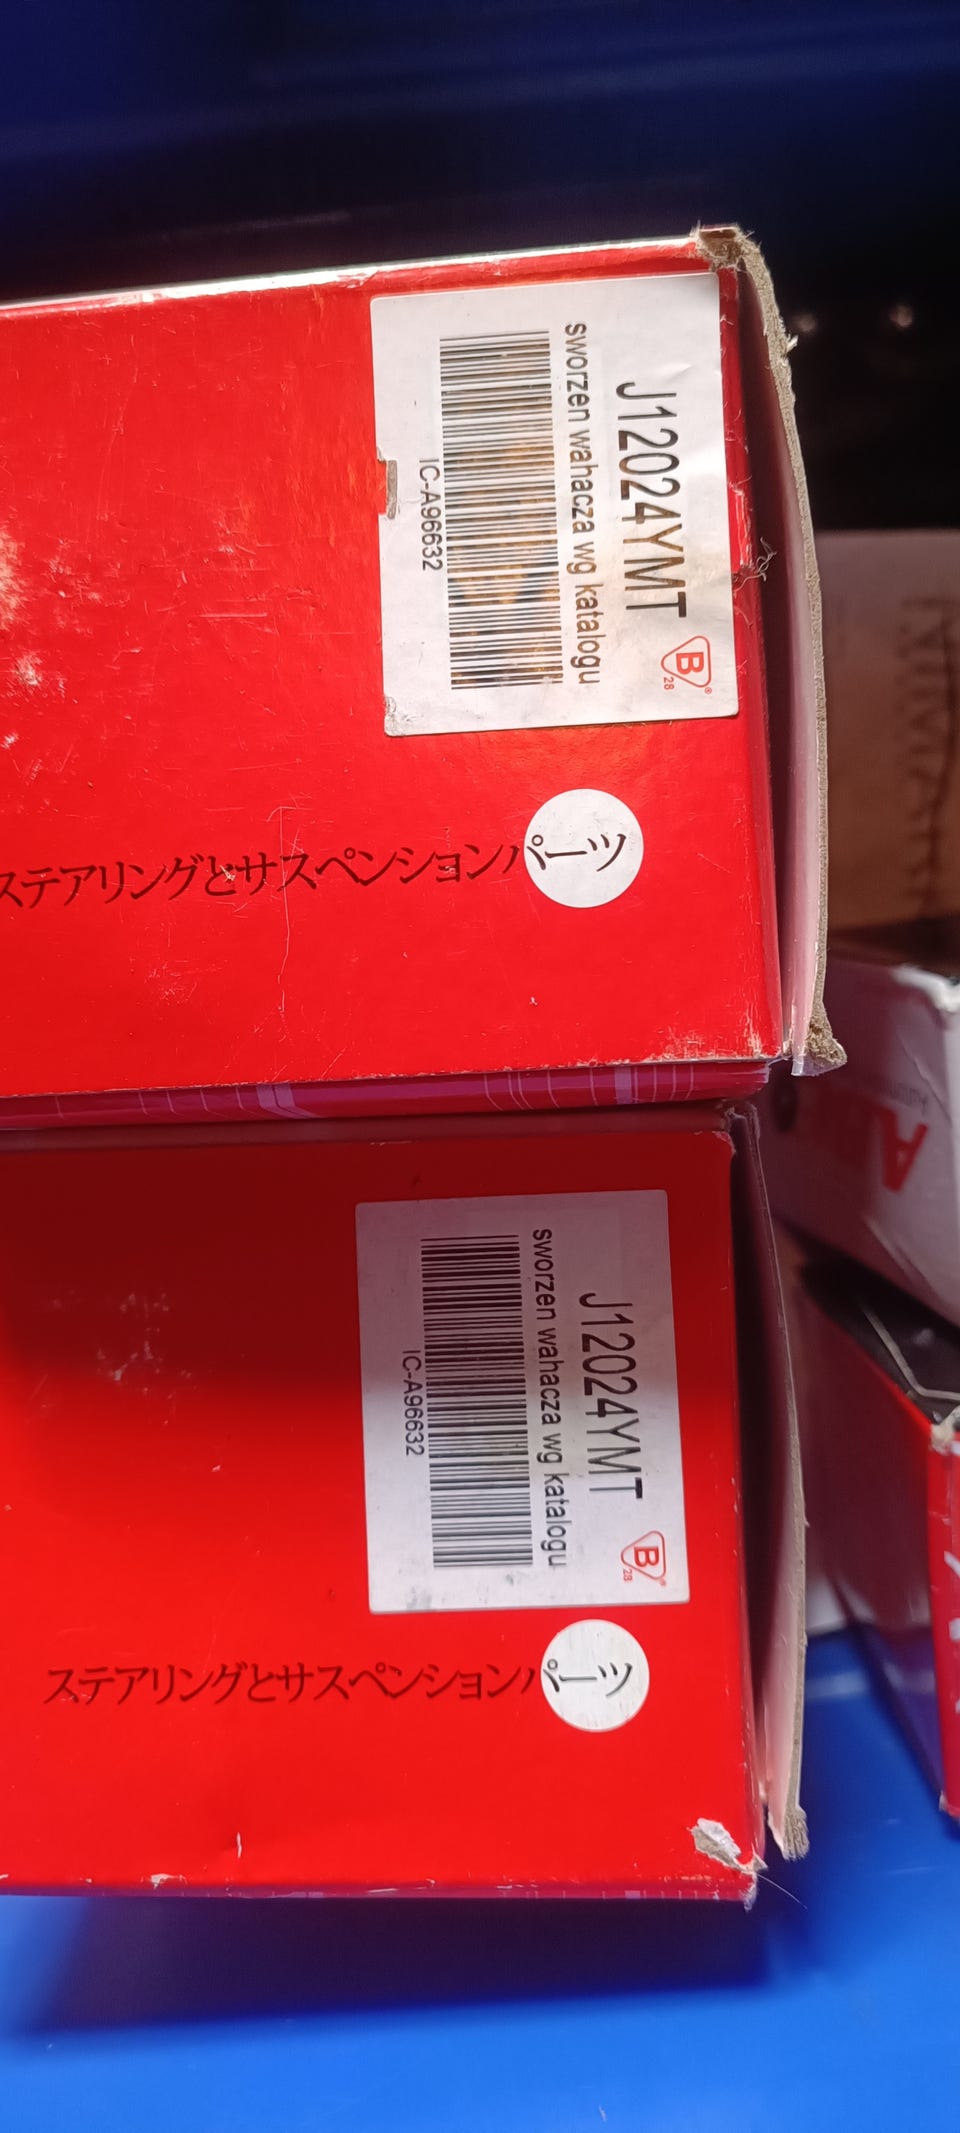 J12024YMT
B
28
®
sworzen wahacza wg katalogu
IC-A96632
ステアリングとサスペンションパーツ
J12024YMT
B
28
®
sworzen wahacza wg katalogu
IC-A96632
ステアリングとサスペンションパーツ